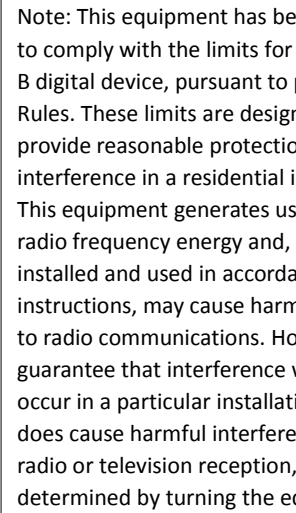 Note: This equipment has be
to comply with the limits for
B digital device, pursuant to
Rules. These limits are design
provide reasonable protectio
interference in a residential i
This equipment generates us
radio frequency energy and,
installed and used in accorda
instructions, may cause harm
to radio communications. Ho
guarantee that interference
occur in a particular installati
does cause harmful interfere
radio or television reception,
determined by turning the e